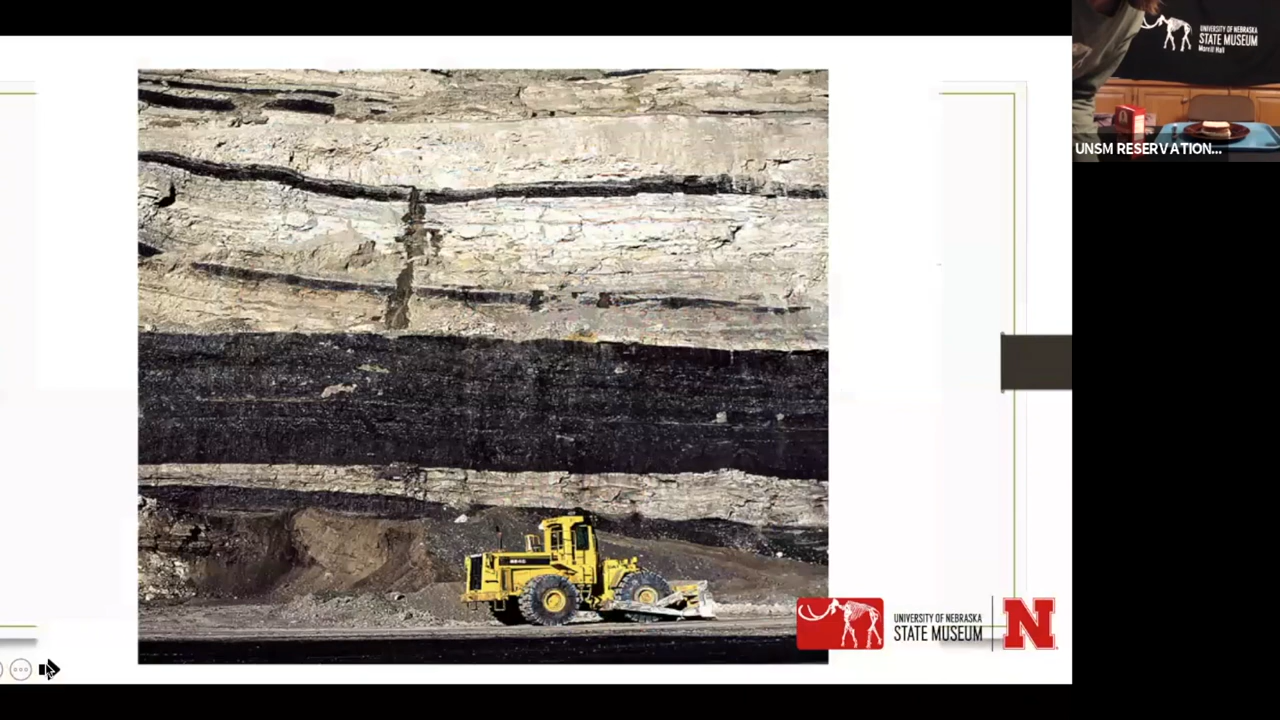 UNIVERSITY OF NEBRASKA
STATE MUSEUM
Morrill Hall
UNSM RESERVATION...
UNIVERSITY OF NEBRASKA
STATE MUSEUM
N